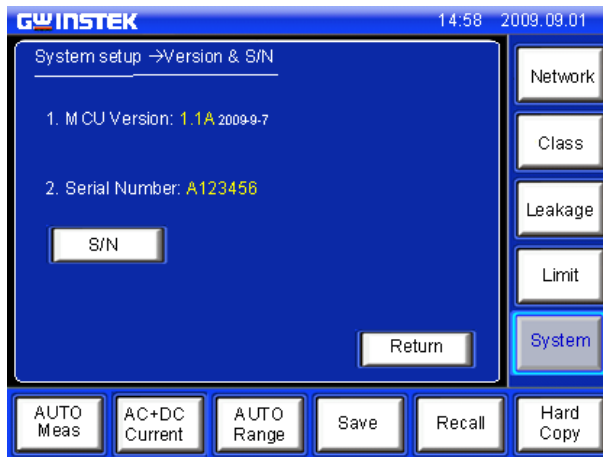 GWINSTEK 14:58 2009.09.01
System setup →Version & S/N
1. MCU Version: 1.1A 2009-9-7
2. Serial Number: A123456
S/N
Return
Network
Class
Leakage
Limit
System
AUTO
Meas
AC+DC
Current
AUTO
Range
Save
Recall
Hard
Copy